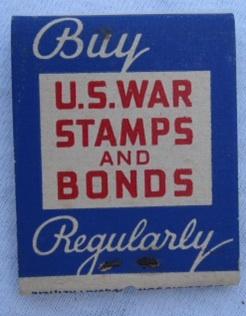 Buy
U.S. WAR
STAMPS
AND
BONDS
Regularly